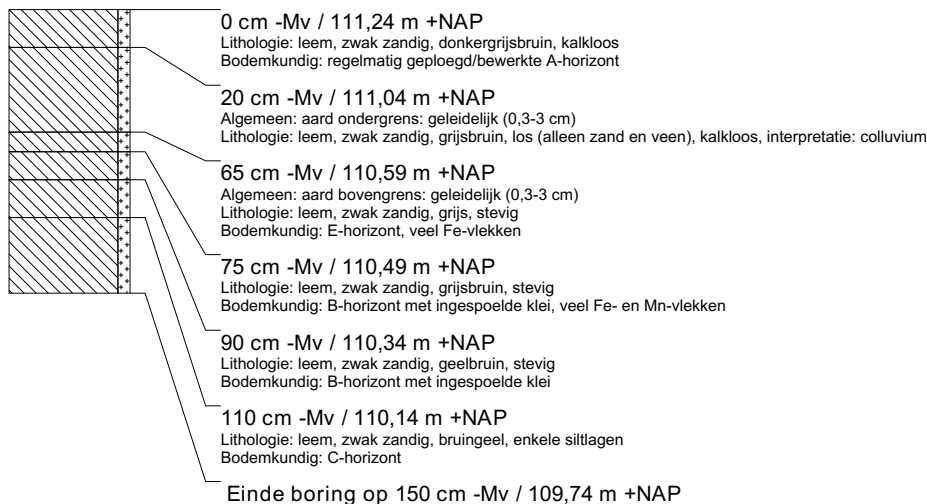 0 cm -Mv / 111,24 m +NAP
Lithologie: leem, zwak zandig, donkergrijsbruin, kalkloos
Bodemkundig: regelmatig geploegd/bewerkte A-horizont
20 cm -Mv / 111,04 m +NAP
Algemeen: aard ondergrens: geleidelijk (0,3-3 cm)
Lithologie: leem, zwak zandig, grijsbruin, los (alleen zand en veen), kalkloos, interpretatie: colluvium
65 cm -Mv / 110,59 m +NAP
Algemeen: aard bovengrens: geleidelijk (0,3-3 cm)
Lithologie: leem, zwak zandig, grijs, stevig
Bodemkundig: E-horizont, veel Fe-vlekken
75 cm -Mv / 110,49 m +NAP
Lithologie: leem, zwak zandig, grijsbruin, stevig
Bodemkundig: B-horizont met ingespoelde klei, veel Fe- en Mn-vlekken
90 cm -Mv / 110,34 m +NAP
Lithologie: leem, zwak zandig, geelbruin, stevig
Bodemkundig: B-horizont met ingespoelde klei
110 cm -Mv / 110,14 m +NAP
Lithologie: leem, zwak zandig, bruingeel, enkele siltlagen
Bodemkundig: C-horizont
Einde boring op 150 cm -Mv / 109,74 m +NAP